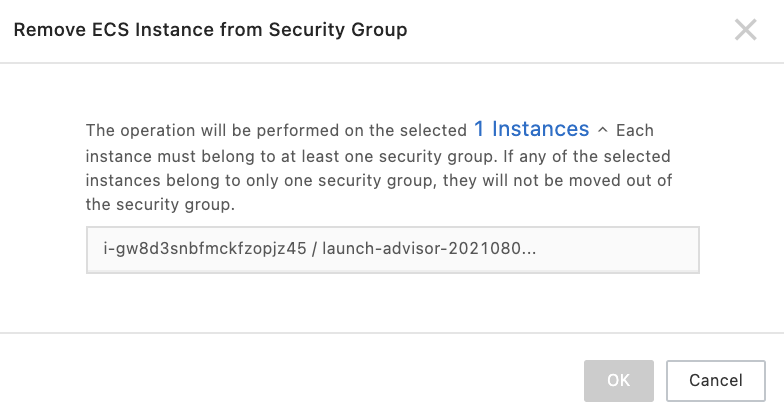 Remove ECS Instance from Security Group
The operation will be performed on the selected 1 Instances Each
instance must belong to at least one security group. If any of the selected
instances belong to only one security group, they will not be moved out of
the security group.
i-gw8d3snbfmckfzopjz45 / launch-advisor-2021080...
OK Cancel